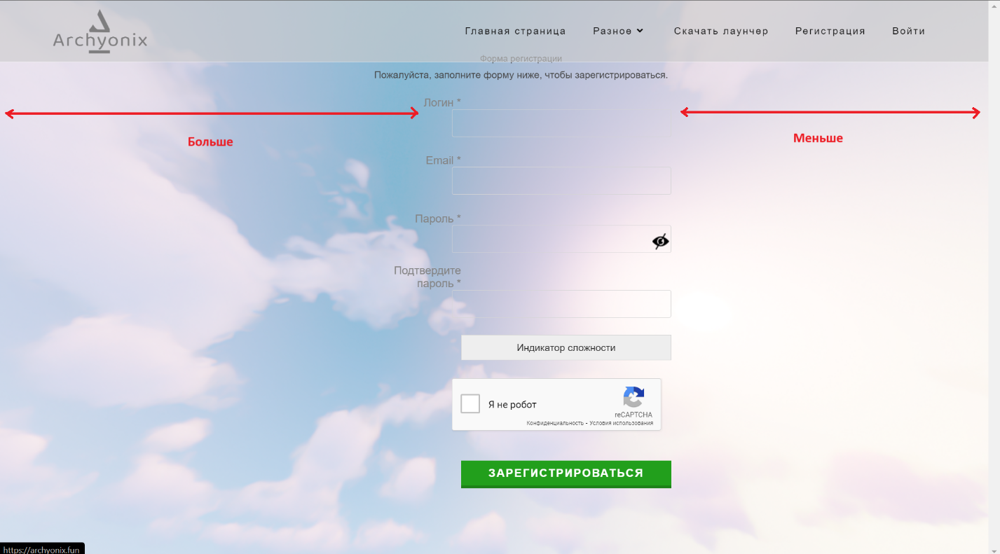 Archyonix
Главная страница Разное Скачать лаунчер Регистрация Войти
Форма регистрации
Пожалуйста, заполните форму ниже, чтобы зарегистрироваться.
Логин *
Больше
Меньше
Email *
Пароль *
Подтвердите
пароль *
Индикатор сложности
Я не робот
reCAPTCHA
Конфиденциальность - Условия использования
ЗАРЕГИСТРИРОВАТЬСЯ
https://archyonix.fun